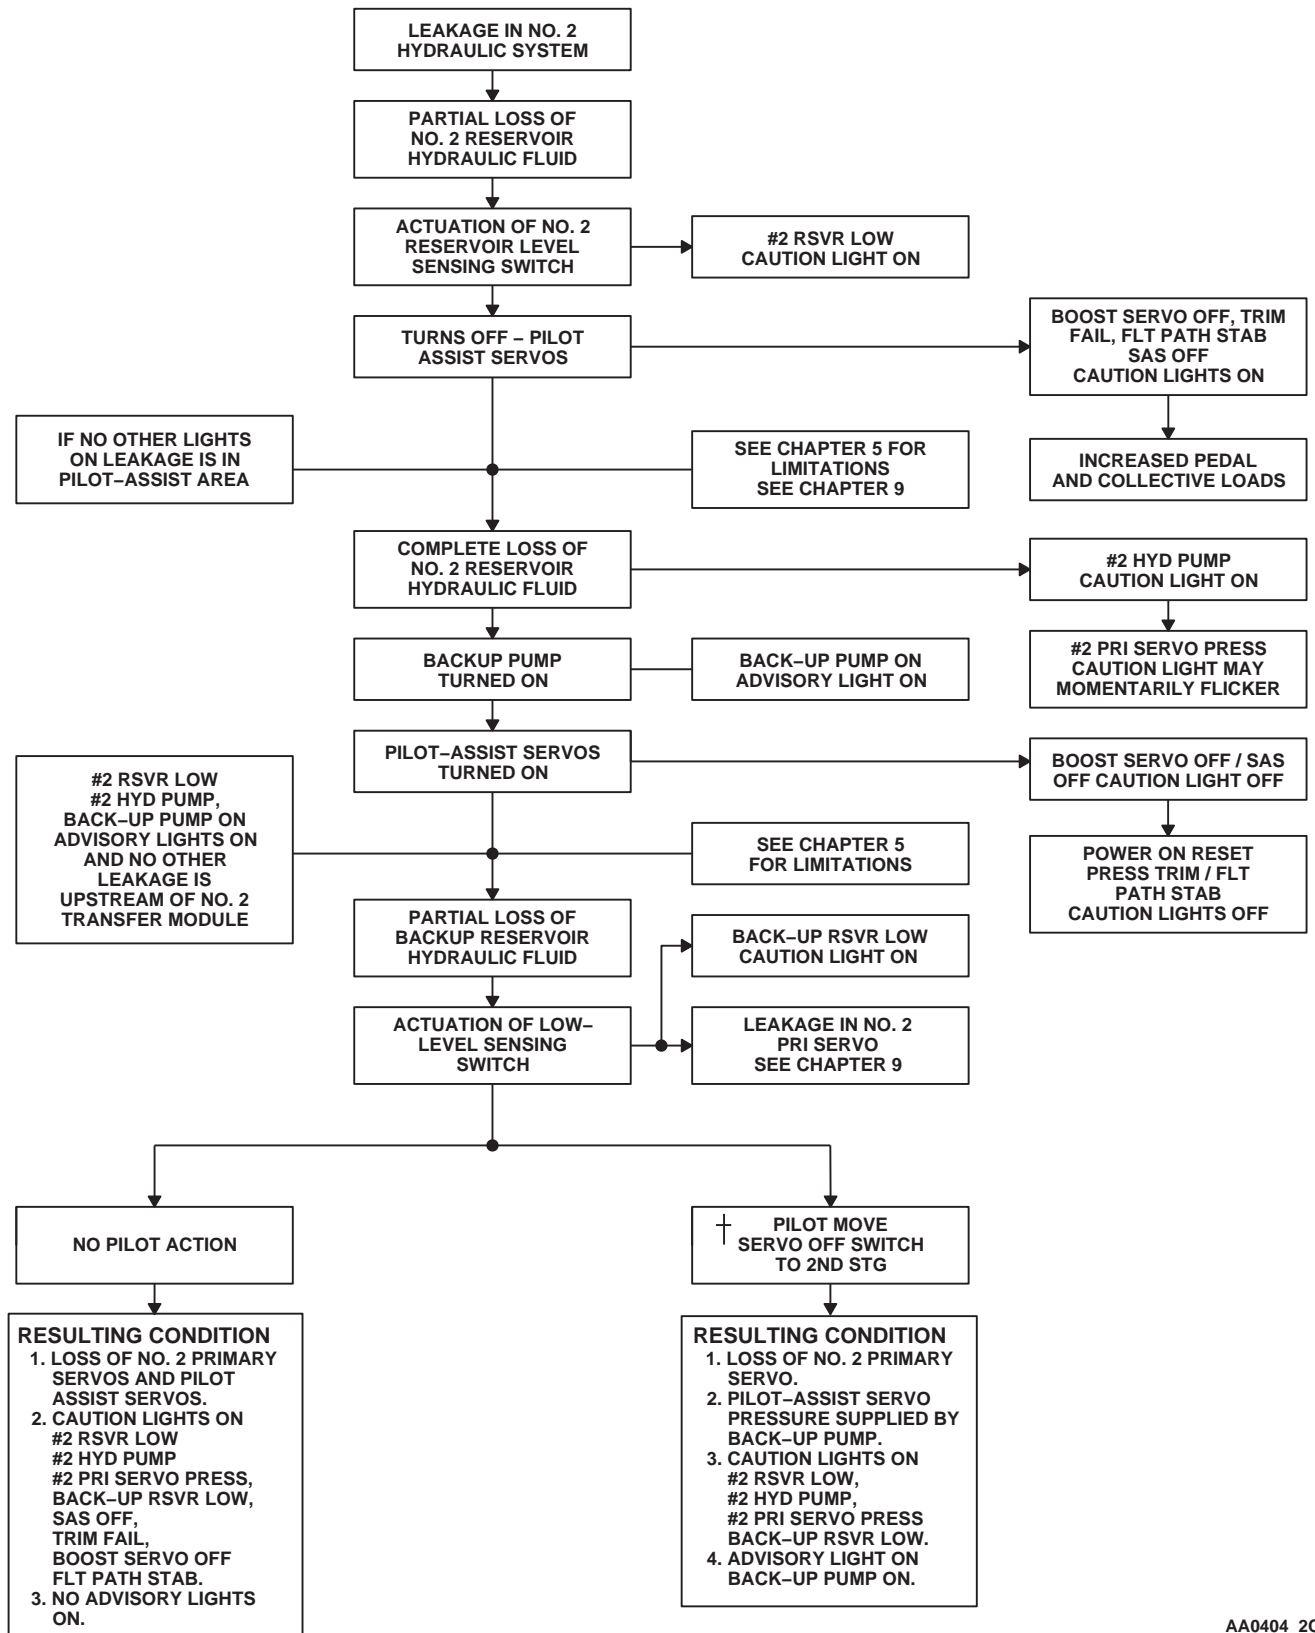 LEAKAGE IN NO. 2
HYDRAULIC SYSTEM
PARTIAL LOSS OF
NO. 2 RESERVOIR
HYDRAULIC FLUID
ACTUATION OF NO. 2
RESERVOIR LEVEL
SENSING SWITCH
#2 RSVR LOW
CAUTION LIGHT ON
TURNS OFF – PILOT
ASSIST SERVOS
BOOST SERVO OFF, TRIM
FAIL, FLT PATH STAB
SAS OFF
CAUTION LIGHTS ON
INCREASED PEDAL
AND COLLECTIVE LOADS
IF NO OTHER LIGHTS
ON LEAKAGE IS IN
PILOT–ASSIST AREA
SEE CHAPTER 5 FOR
LIMITATIONS
SEE CHAPTER 9
COMPLETE LOSS OF
NO. 2 RESERVOIR
HYDRAULIC FLUID
#2 HYD PUMP
CAUTION LIGHT ON
#2 PRI SERVO PRESS
CAUTION LIGHT MAY
MOMENTARILY FLICKER
BACKUP PUMP
TURNED ON
BACK–UP PUMP ON
ADVISORY LIGHT ON
PILOT–ASSIST SERVOS
TURNED ON
BOOST SERVO OFF / SAS
OFF CAUTION LIGHT OFF
POWER ON RESET
PRESS TRIM / FLT
PATH STAB
CAUTION LIGHTS OFF
#2 RSVR LOW
#2 HYD PUMP,
BACK–UP PUMP ON
ADVISORY LIGHTS ON
AND NO OTHER
LEAKAGE IS
UPSTREAM OF NO. 2
TRANSFER MODULE
SEE CHAPTER 5
FOR LIMITATIONS
PARTIAL LOSS OF
BACKUP RESERVOIR
HYDRAULIC FLUID
BACK–UP RSVR LOW
CAUTION LIGHT ON
ACTUATION OF LOW–
LEVEL SENSING
SWITCH
LEAKAGE IN NO. 2
PRI SERVO
SEE CHAPTER 9
NO PILOT ACTION
† PILOT MOVE
SERVO OFF SWITCH
TO 2ND STG
RESULTING CONDITION
1. LOSS OF NO. 2 PRIMARY
SERVOS AND PILOT
ASSIST SERVOS.
2. CAUTION LIGHTS ON
#2 RSVR LOW
#2 HYD PUMP
#2 PRI SERVO PRESS,
BACK–UP RSVR LOW,
SAS OFF,
TRIM FAIL,
BOOST SERVO OFF
FLT PATH STAB.
3. NO ADVISORY LIGHTS
ON.
RESULTING CONDITION
1. LOSS OF NO. 2 PRIMARY
SERVO.
2. PILOT–ASSIST SERVO
PRESSURE SUPPLIED BY
BACK–UP PUMP.
3. CAUTION LIGHTS ON
#2 RSVR LOW,
#2 HYD PUMP,
#2 PRI SERVO PRESS
BACK–UP RSVR LOW.
4. ADVISORY LIGHT ON
BACK–UP PUMP ON.